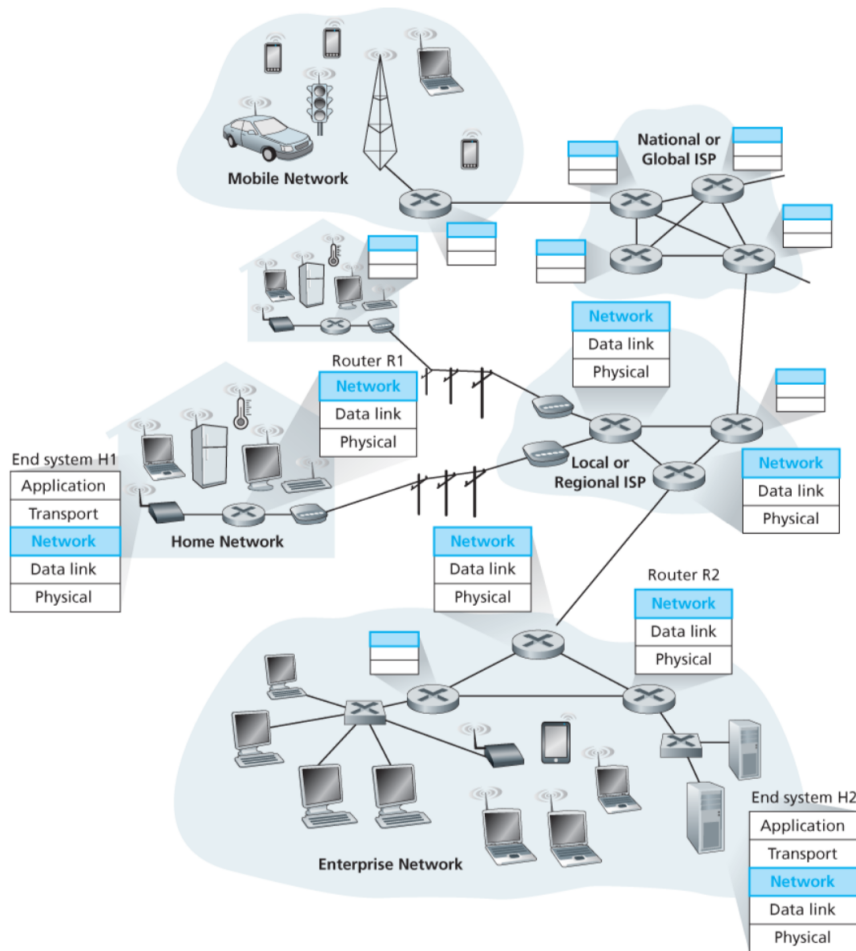 Mobile Network
National or
Global ISP
Network
Data link
Physical
Router R1
Network
Data link
Physical
End system H1
Application
Transport
Network
Data link
Physical
Home Network
Local or
Regional ISP
Network
Data link
Physical
Network
Data link
Physical
Router R2
Network
Data link
Physical
Enterprise Network
End system H2
Application
Transport
Network
Data link
Physical